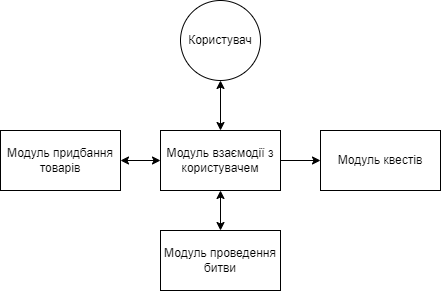 Користувач
Модуль придбання
товарів
Модуль взаємодії з
користувачем
Модуль квестів
Модуль проведення
битви